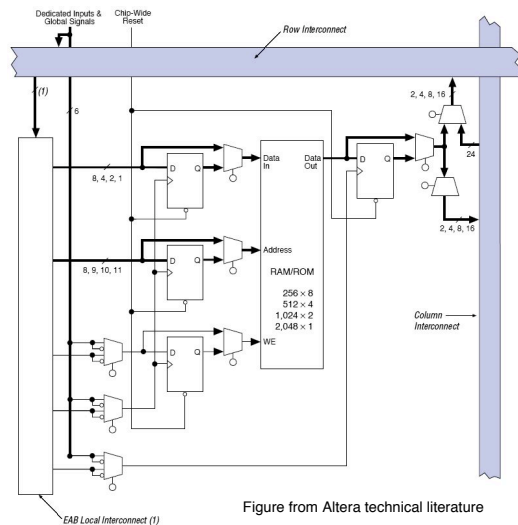 Dedicated Inputs &
Global Signals
Chip-Wide
Reset
Row Interconnect
(1)
6
2, 4, 8, 16
24
8, 4, 2, 1
D Q
Data
In
Data
Out
D Q
2, 4, 8, 16
8, 9, 10, 11
D Q
Address
RAM/ROM
256 × 8
512 × 4
1,024 × 2
2,048 × 1
Column
Interconnect
D Q
WE
Figure from Altera technical literature
EAB Local Interconnect (1)